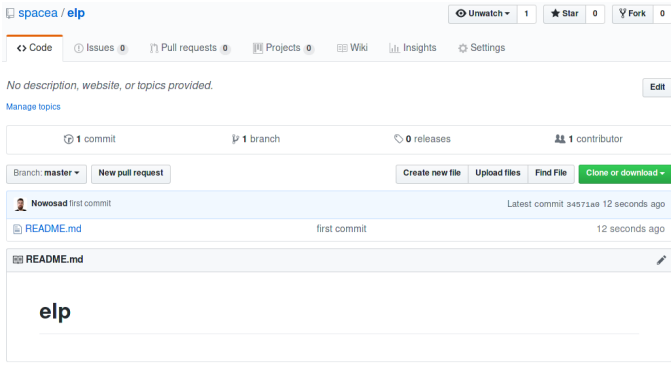 spacea / elp Unwatch 1 Star 0 Fork 0
Code Issues 0 Pull requests 0 Projects 0 Wiki Insights Settings
No description, website, or topics provided. Edit
Manage topics
1 commit 1 branch 0 releases 1 contributor
Branch: master New pull request Create new file Upload files Find File Clone or download
Nowosad first commit Latest commit 34571a0 12 seconds ago
README.md first commit 12 seconds ago
README.md
elp